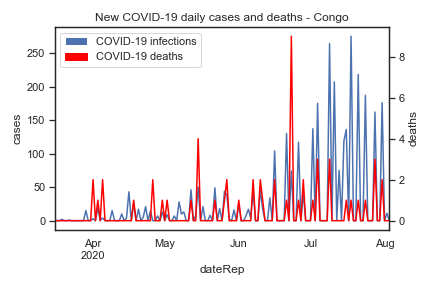 New COVID-19 daily cases and deaths - Congo
COVID-19 infections
COVID-19 deaths
250
200
150
100
50
0
cases
8
6
4
2
0
deaths
Apr
2020
May
Jun
Jul
Aug
dateRep